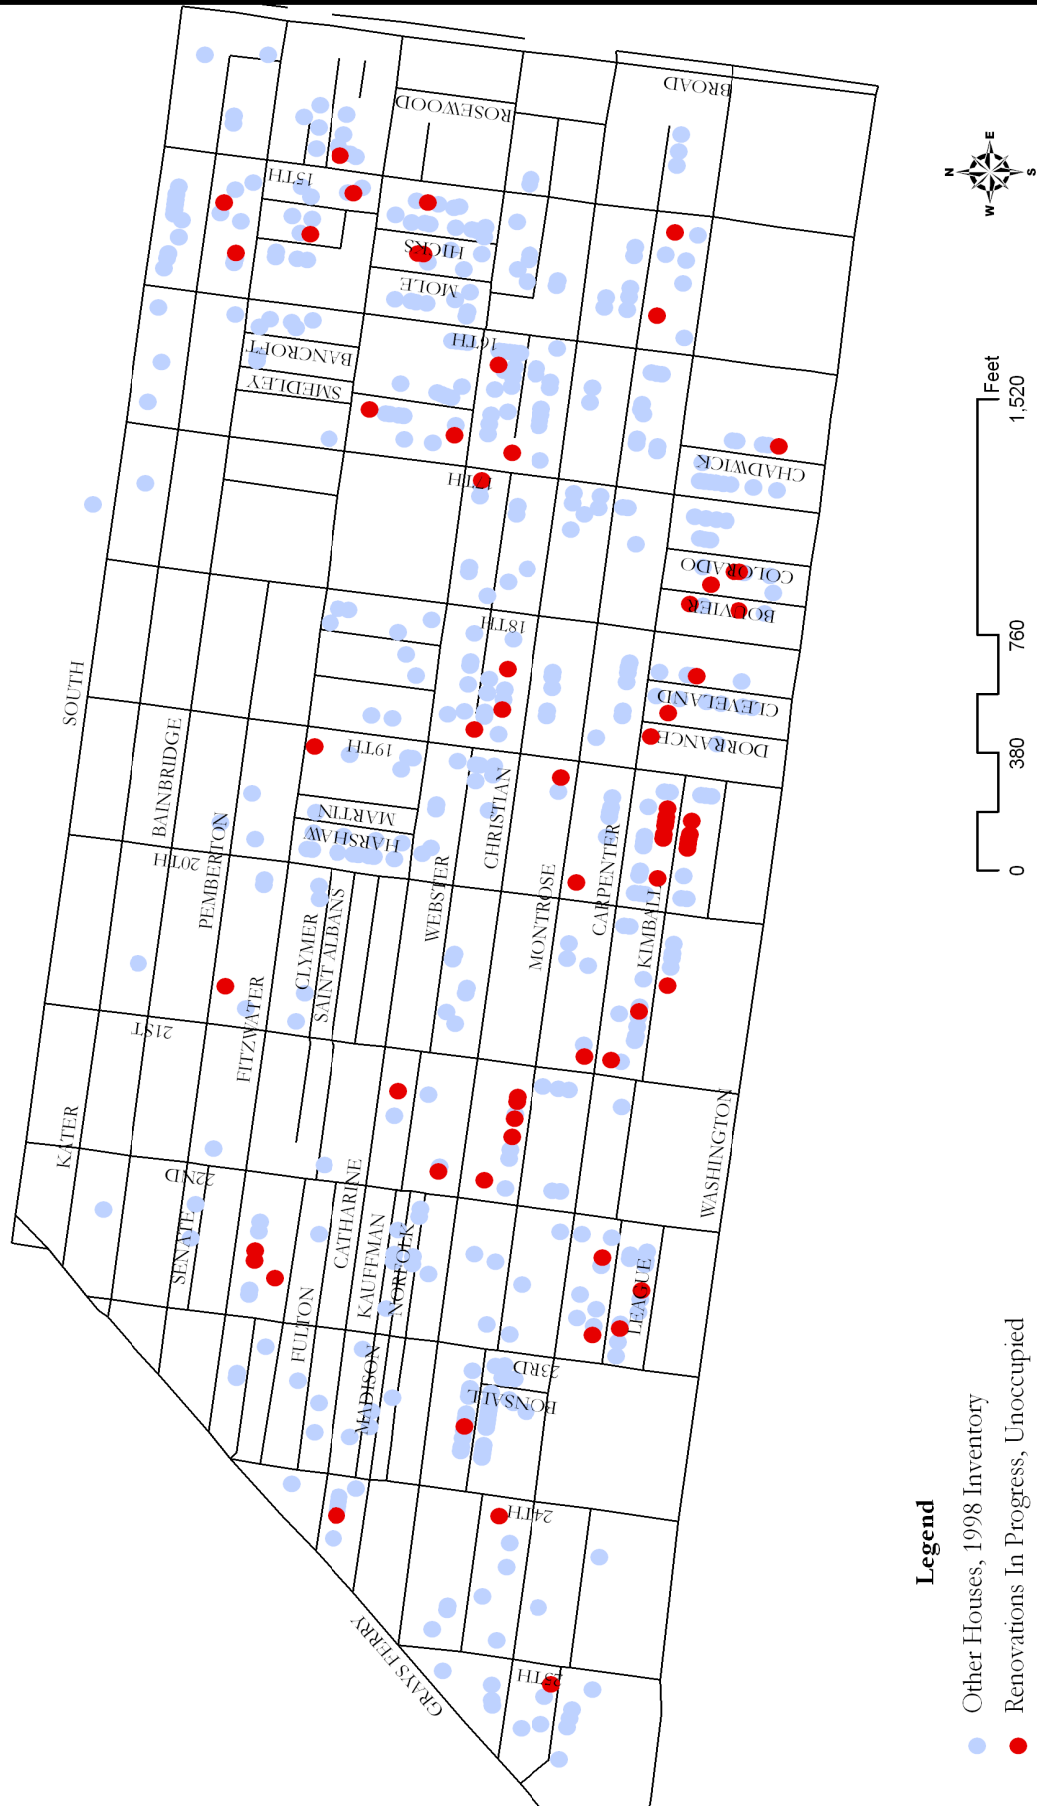 BROAD
ROSEWOOD
15TH
HICKS
MOLE
16TH
BANCROFT
SMEDLEY
17TH
CHADWICK
COLORADO
BOUVIER
18TH
CLEVELAND
DORRANCE
19TH
MARTIN
HARSHAW
SOUTH
BAINBRIDGE
20TH
PEMBERTON
CHRISTIAN
WEBSTER
MONTROSE
CARPENTER
KIMBALL
CLYMER
SAINT ALBANS
FITZWATER
21ST
KATER
22ND
WASHINGTON
SENATE
CATHARINE
KAUFFMAN
NORFOLK
FULTON
LEAGUE
MADISON
23RD
BONSALL
24TH
GRAYS FERRY
25TH
N
W
E
S
0
380
760
1,520
Feet
Legend
Other Houses, 1998 Inventory
Renovations In Progress, Unoccupied